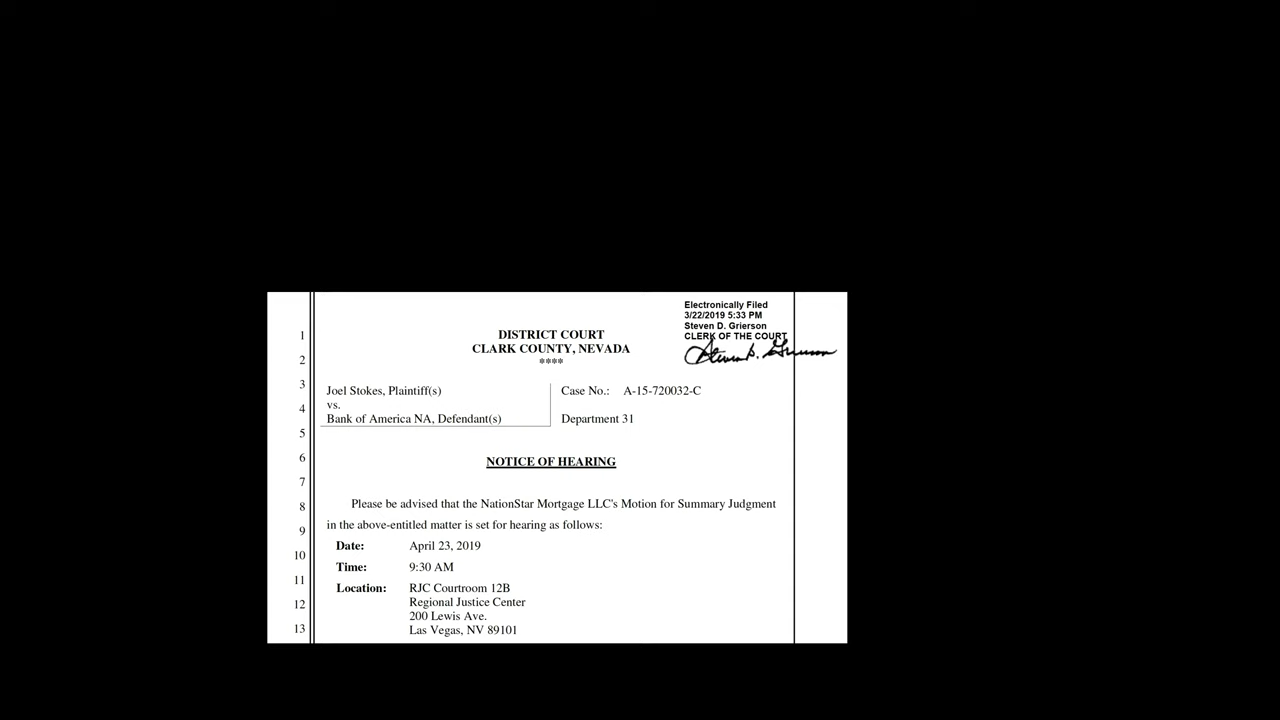 Electronically Filed
3/22/2019 5:33 PM
Steven D. Grierson
CLERK OF THE COURT
Steven D. Grierson
1 DISTRICT COURT
CLARK COUNTY, NEVADA
2 ****
3 Joel Stokes, Plaintiff(s) Case No.: A-15-720032-C
vs.
4 Bank of America NA, Defendant(s) Department 31
5
6 NOTICE OF HEARING
7
8 Please be advised that the NationStar Mortgage LLC's Motion for Summary Judgment
9 in the above-entitled matter is set for hearing as follows:
10 Date: April 23, 2019
Time: 9:30 AM
11 Location: RJC Courtroom 12B
12 Regional Justice Center
200 Lewis Ave.
13 Las Vegas, NV 89101